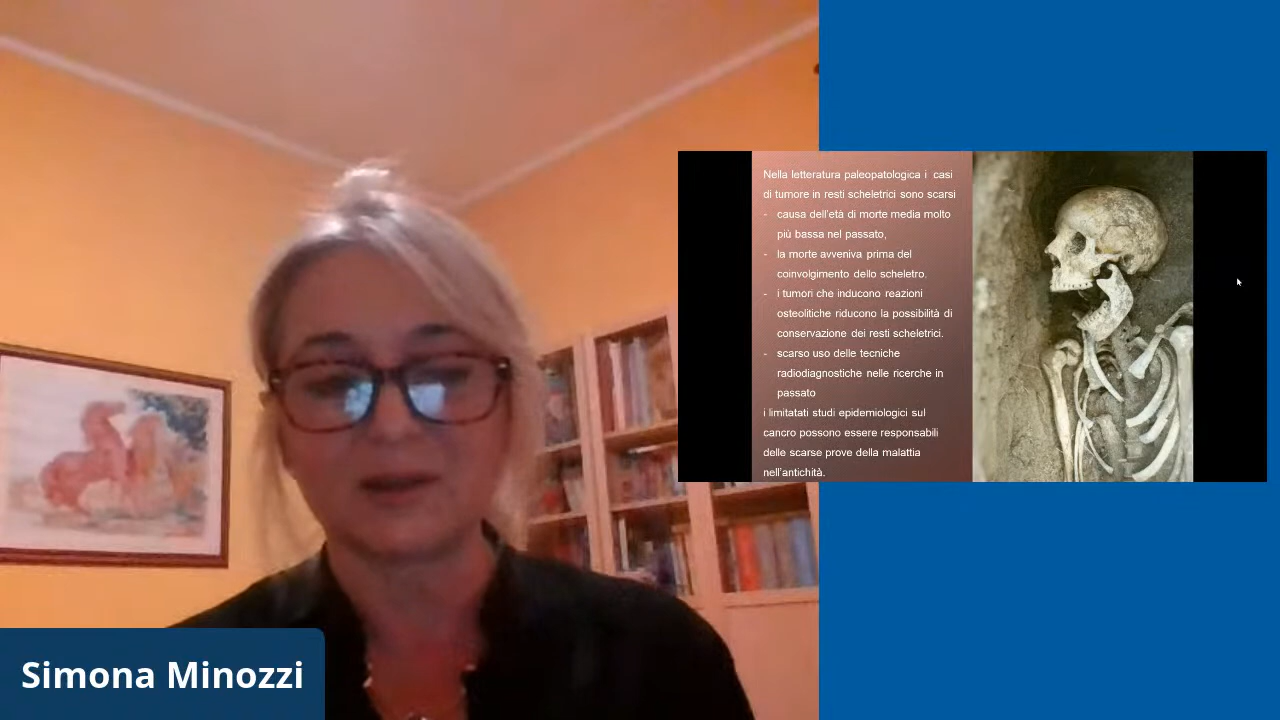 Nella letteratura paleopatologica i casi
di tumore in resti scheletrici sono scarsi
- causa dell'età di morte media molto
più bassa nel passato,
- la morte avveniva prima del
coinvolgimento dello scheletro.
- i tumori che inducono reazioni
osteolitiche riducono la possibilità di
conservazione dei resti scheletrici.
- scarso uso delle tecniche
radiodiagnostiche nelle ricerche in
passato
i limitatati studi epidemiologici sul
cancro possono essere responsabili
delle scarse prove della malattia
nell'antichità.
Simona Minozzi